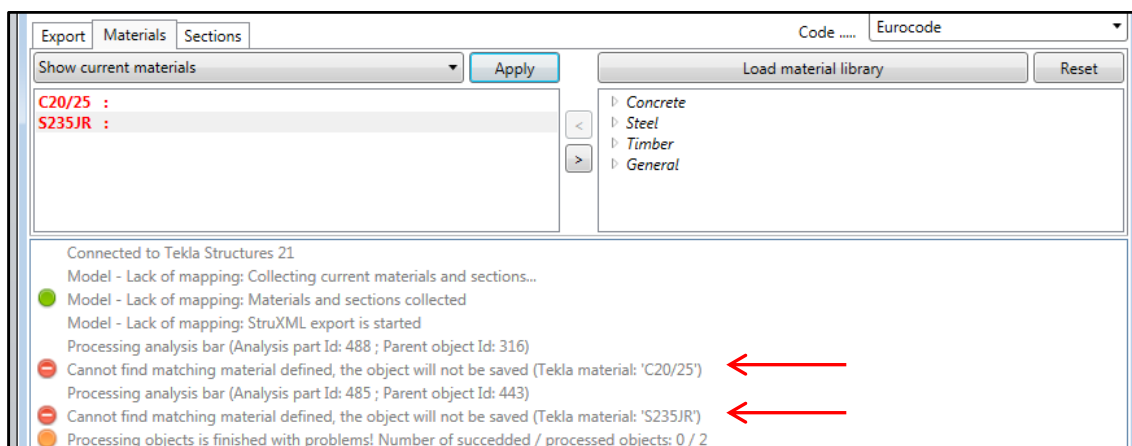 Export Materials Sections Code ..... Eurocode
Show current materials Apply Load material library Reset
C20/25 :
S235JR :
< >
Concrete
Steel
Timber
General
Connected to Tekla Structures 21
Model - Lack of mapping: Collecting current materials and sections...
Model - Lack of mapping: Materials and sections collected
Model - Lack of mapping: StruXML export is started
Processing analysis bar (Analysis part Id: 488 ; Parent object Id: 316)
Cannot find matching material defined, the object will not be saved (Tekla material: 'C20/25')
Processing analysis bar (Analysis part Id: 485 ; Parent object Id: 443)
Cannot find matching material defined, the object will not be saved (Tekla material: 'S235JR')
Processing objects is finished with problems! Number of succedded / processed objects: 0 / 2